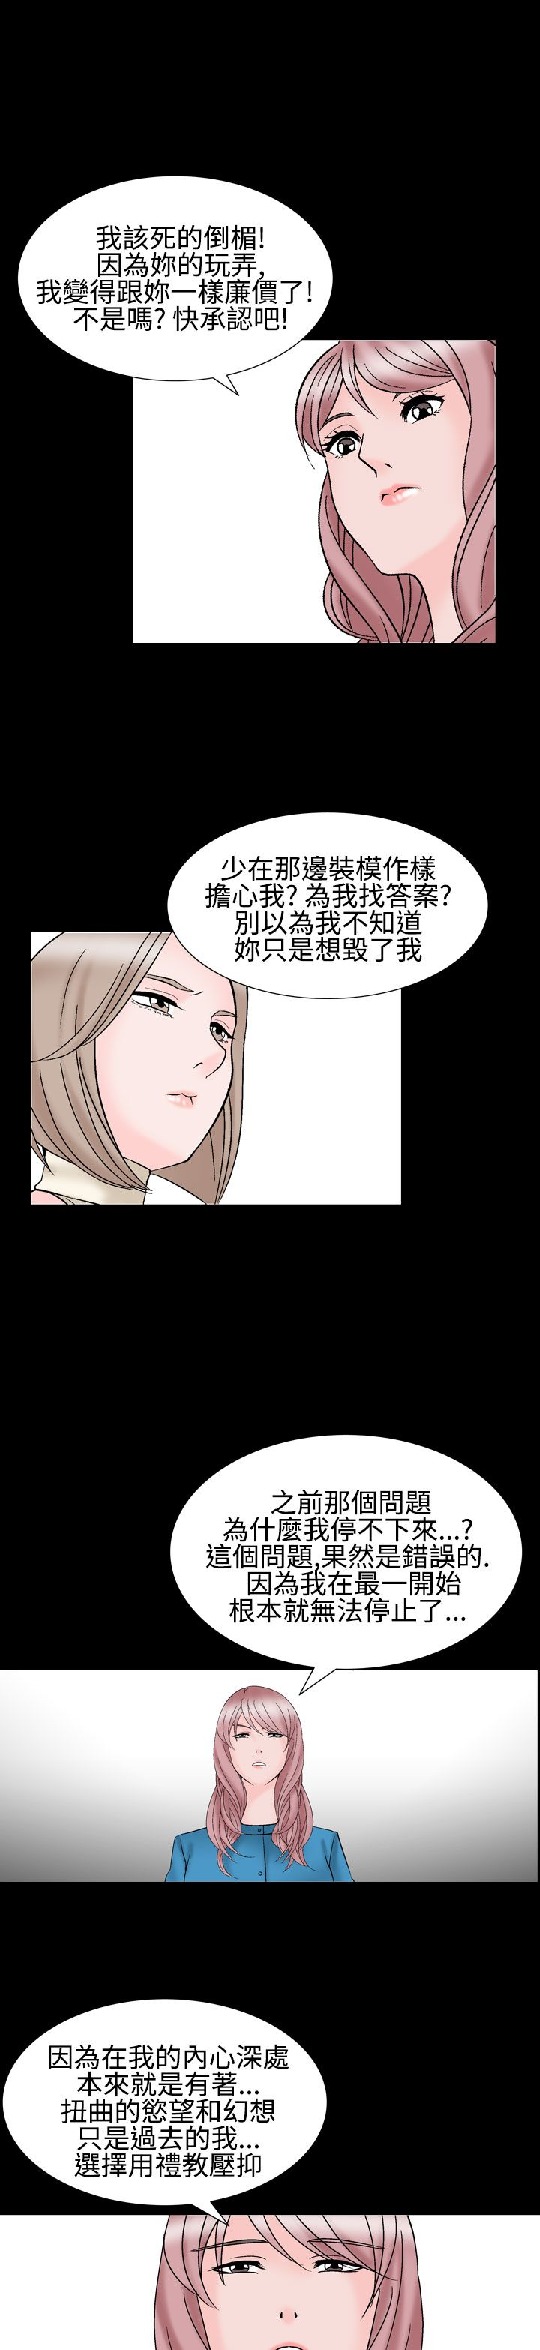 我該死的倒楣!
因為妳的玩弄,
我變得跟妳一樣廉價了!
不是嗎? 快承認吧!
少在那邊裝模作樣
擔心我? 為我找答案?
別以為我不知道
妳只是想毀了我
之前那個問題
為什麼我停不下來...?
這個問題,果然是錯誤的.
因為我在最一開始
根本就無法停止了...
因為在我的內心深處
本來就是有著...
扭曲的慾望和幻想
只是過去的我...
選擇用禮教壓抑